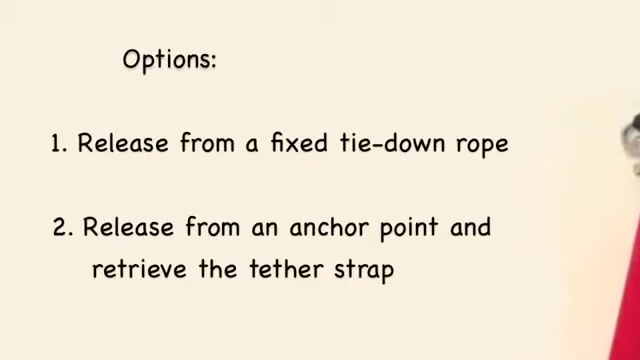 Options:
1. Release from a fixed tie-down rope
2. Release from an anchor point and
retrieve the tether strap